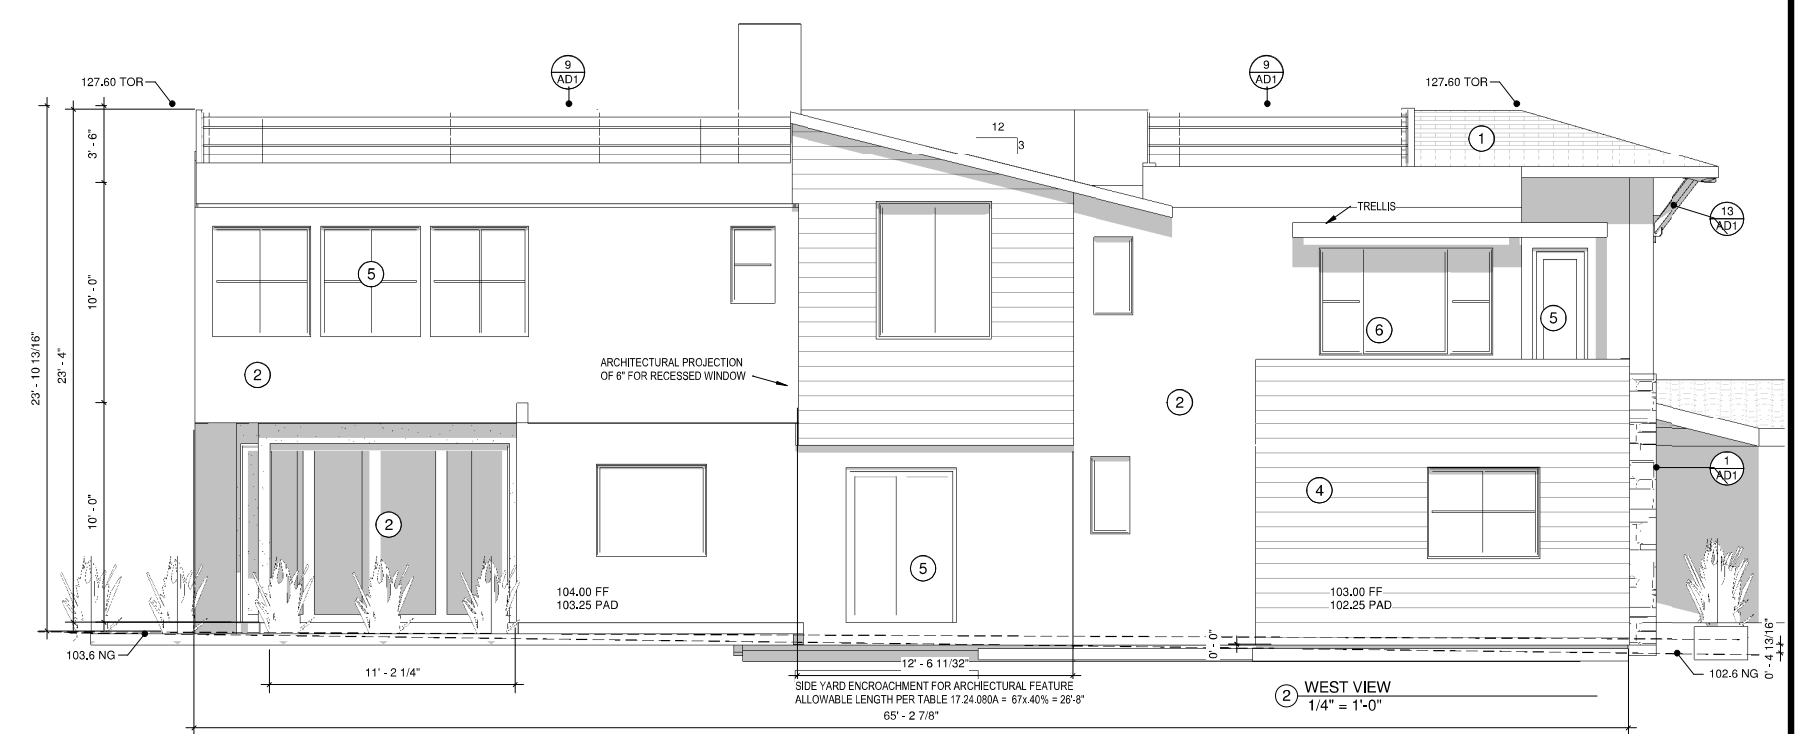 9
AD1
9
AD1
127.60 TOR
127.60 TOR
12
3
1
3' - 6"
TRELLIS
13
AD1
5
10' - 0"
6
5
23' - 10 13/16"
23' - 4"
ARCHITECTURAL PROJECTION
OF 6" FOR RECESSED WINDOW
2
2
1
AD1
4
10' - 0"
2
5
104.00 FF
103.25 PAD
103.00 FF
102.25 PAD
103.6 NG
0' - 0"
0' - 4 13/16"
11' - 2 1/4"
12' - 6 11/32"
102.6 NG
SIDE YARD ENCROACHMENT FOR ARCHIECTURAL FEATURE
ALLOWABLE LENGTH PER TABLE 17.24.080A = 67x.40% = 26'-8"
65' - 2 7/8"
2
WEST VIEW
1/4" = 1'-0"